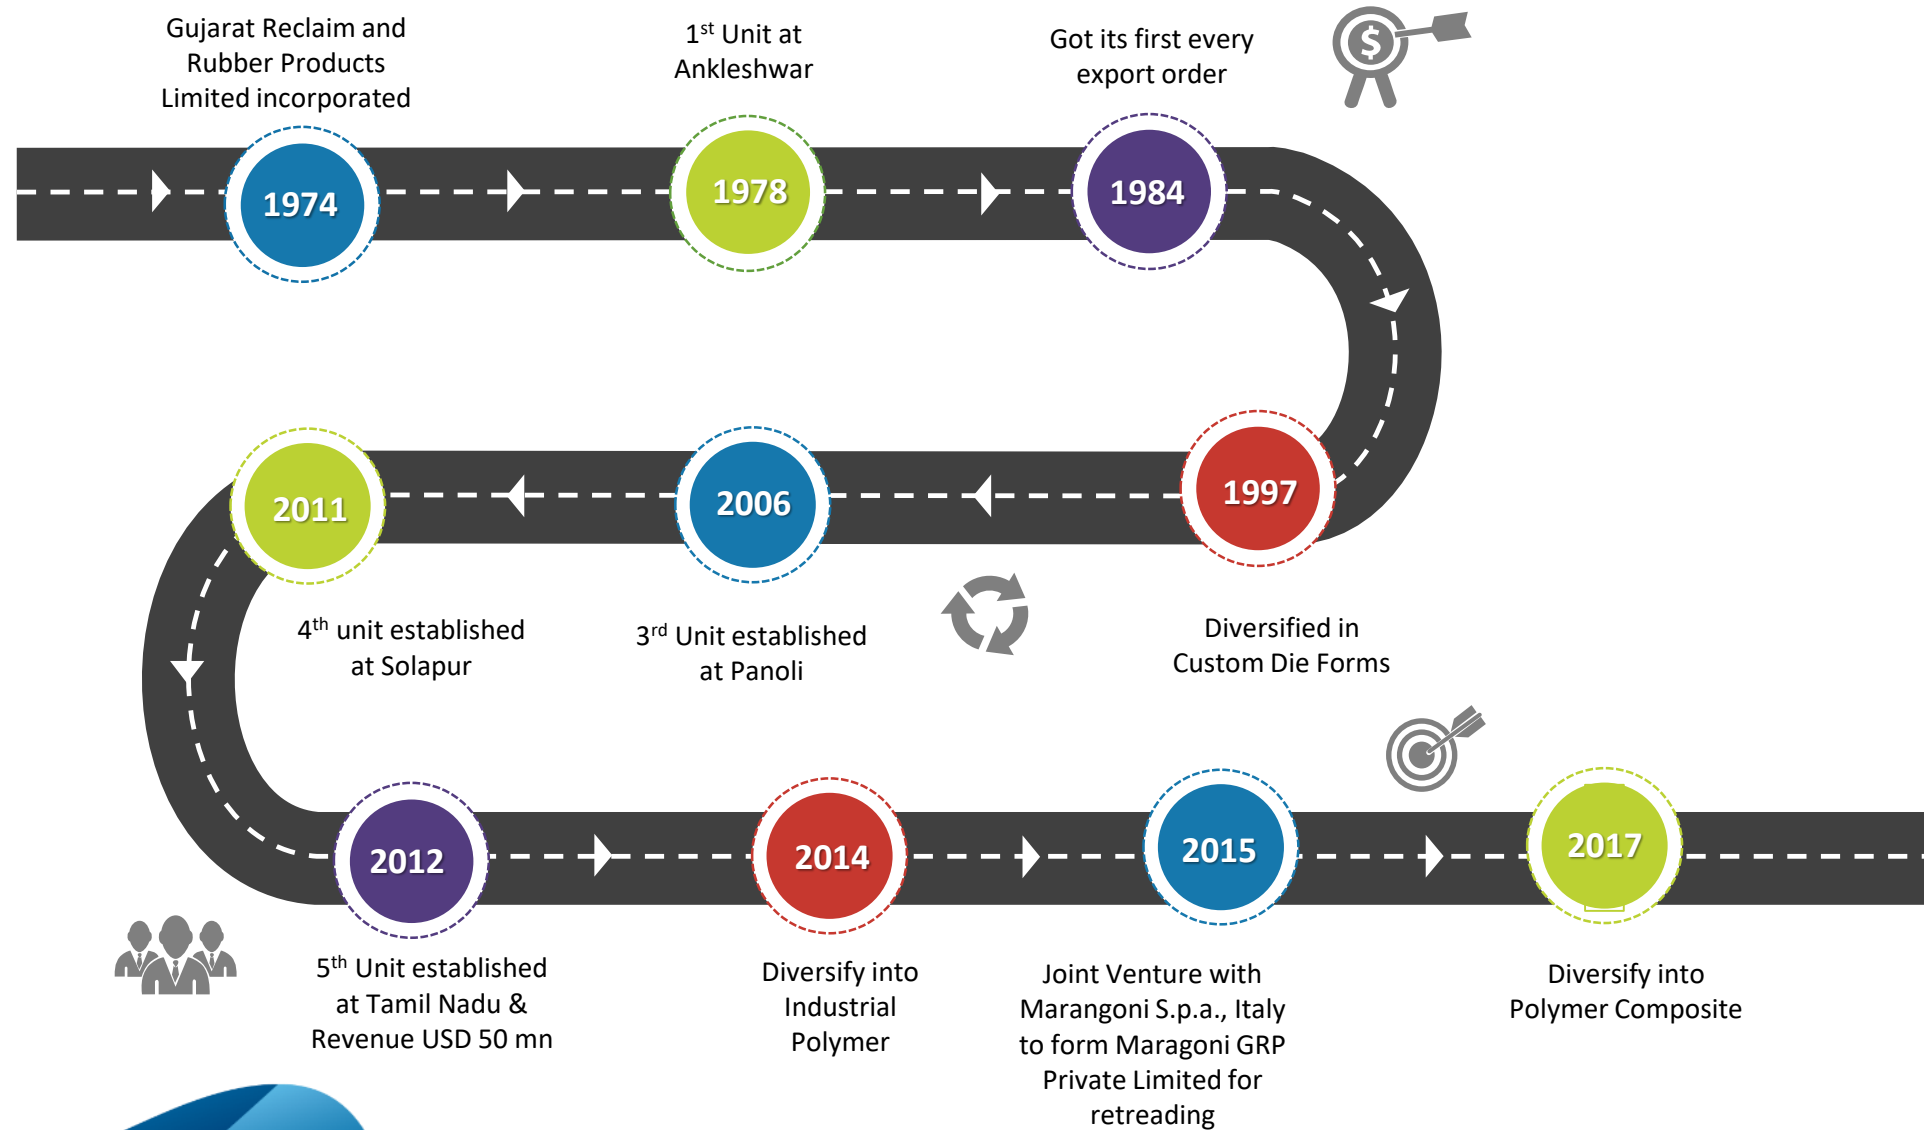 Gujarat Reclaim and
Rubber Products
Limited incorporated
1st Unit at
Ankleshwar
Got its first every
export order
$
1974
1978
1984
2011
2006
1997
4th unit established
at Solapur
3rd Unit established
at Panoli
Diversified in
Custom Die Forms
2012
2014
2015
2017
5th Unit established
at Tamil Nadu &
Revenue USD 50 mn
Diversify into
Industrial
Polymer
Joint Venture with
Marangoni S.p.a., Italy
to form Maragoni GRP
Private Limited for
retreading
Diversify into
Polymer Composite